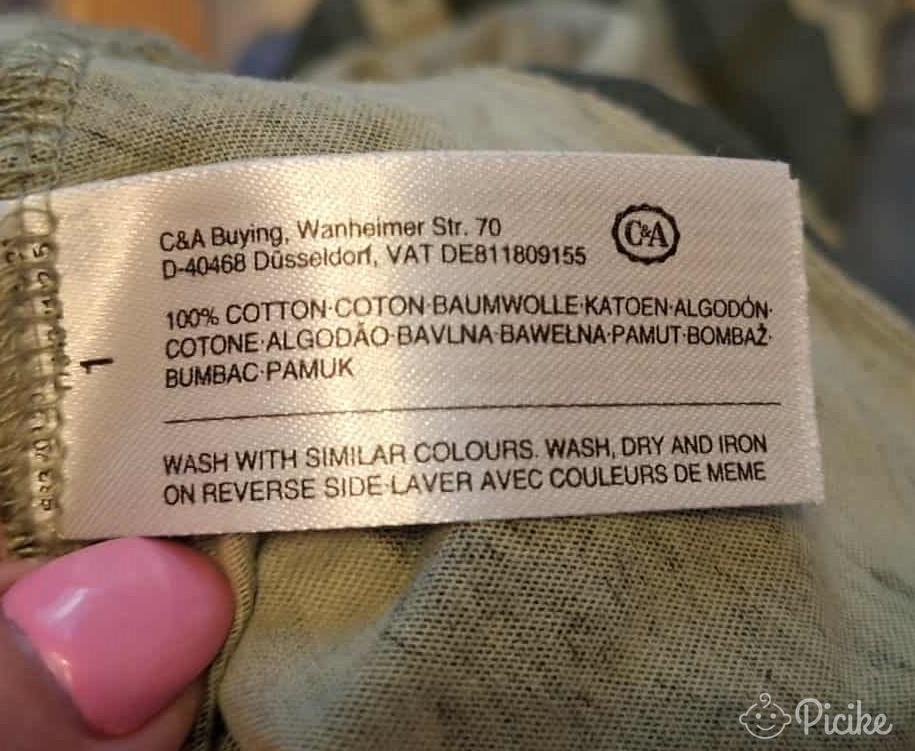 C&A Buying, Wanheimer Str. 70
D-40468 Düsseldorf, VAT DE811809155
C&A
100% COTTON·COTON·BAUMWOLLE·KATOEN·ALGODÓN·
COTONE·ALGODÃO·BAVLNA·BAWEŁNA·PAMUT·BOMBAŽ·
BUMBAC·PAMUK
1
WASH WITH SIMILAR COLOURS. WASH, DRY AND IRON
ON REVERSE SIDE·LAVER AVEC COULEURS DE MEME
Picike